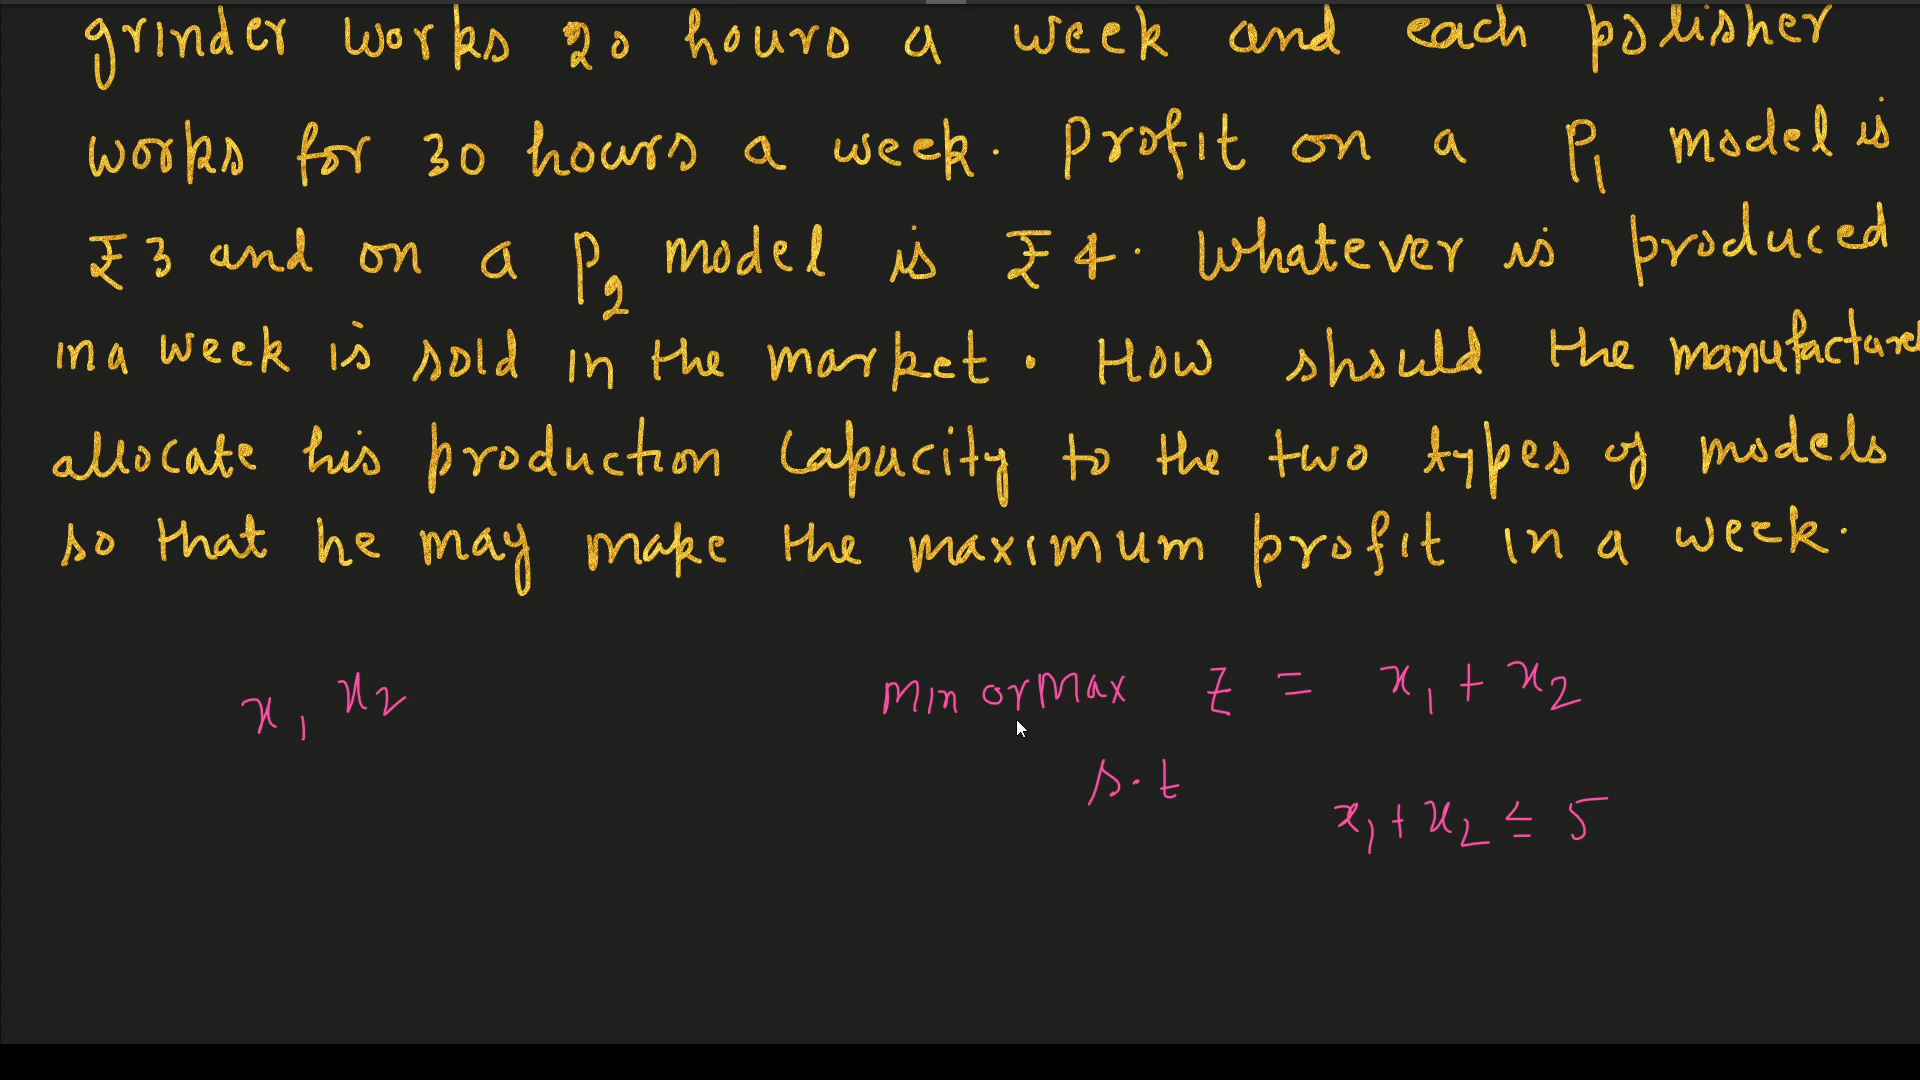 grinder works 20 hours a week and each polisher
works for 30 hours a week. Profit on a P₁ model is
₹3 and on a P₂ model is ₹4. Whatever is produced
in a week is sold in the market. How should the manufacturer
allocate his production capacity to the two types of models
so that he may make the maximum profit in a week.
x₁ x₂ Min or Max Z = x₁ + x₂
s.t
x₁ + x₂ ≤ 5